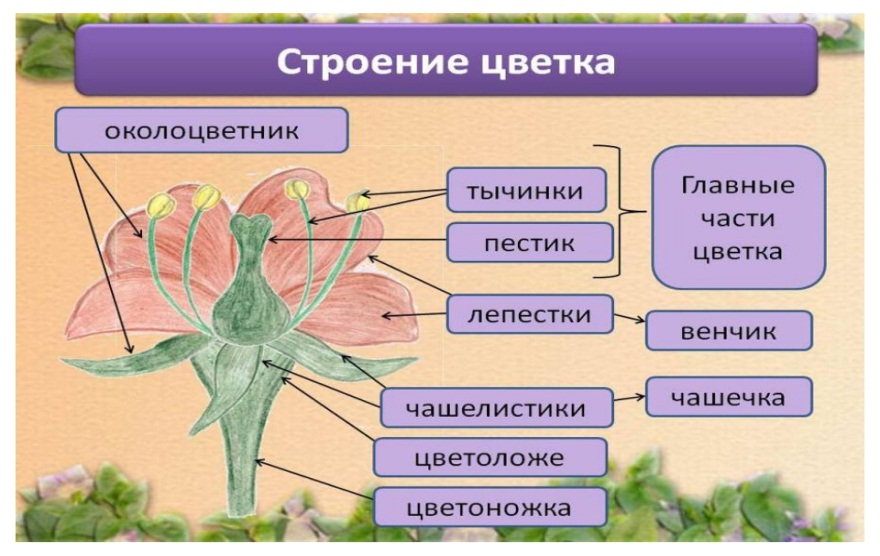 Строение цветка
околоцветник
тычинки
пестик
Главные
части
цветка
лепестки
венчик
чашелистики
чашечка
цветоложе
цветоножка